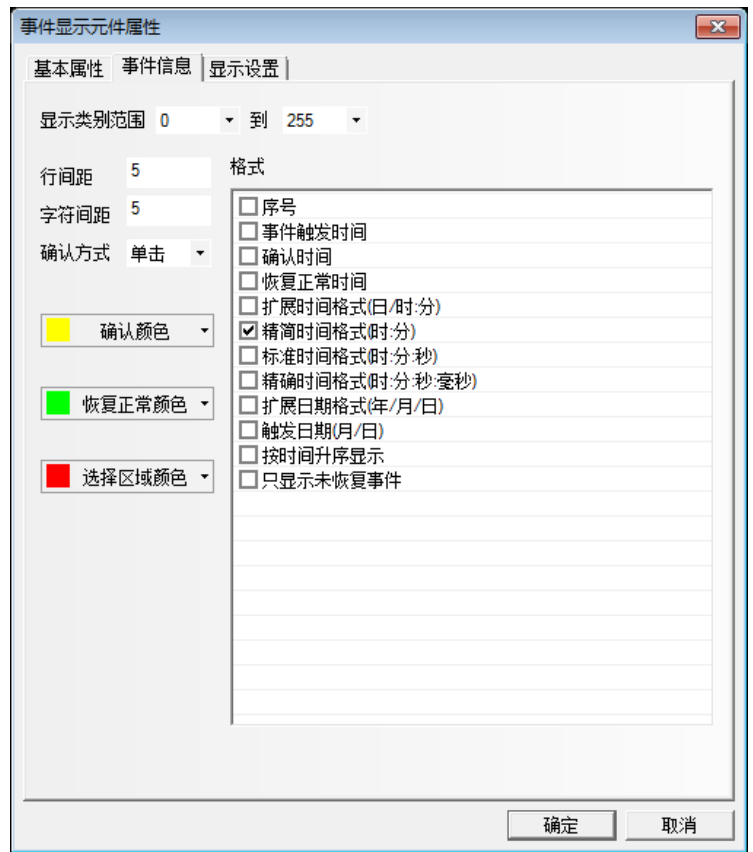 事件显示元件属性
基本属性 事件信息 显示设置
显示类别范围 0 到 255
行间距 5
字符间距 5
确认方式 单击
确认颜色
恢复正常颜色
选择区域颜色
格式
序号
事件触发时间
确认时间
恢复正常时间
扩展时间格式(日/时:分)
精简时间格式(时:分)
标准时间格式(时:分:秒)
精确时间格式(时:分:秒:毫秒)
扩展日期格式(年/月/日)
触发日期(月/日)
按时间升序显示
只显示未恢复事件
确定 取消